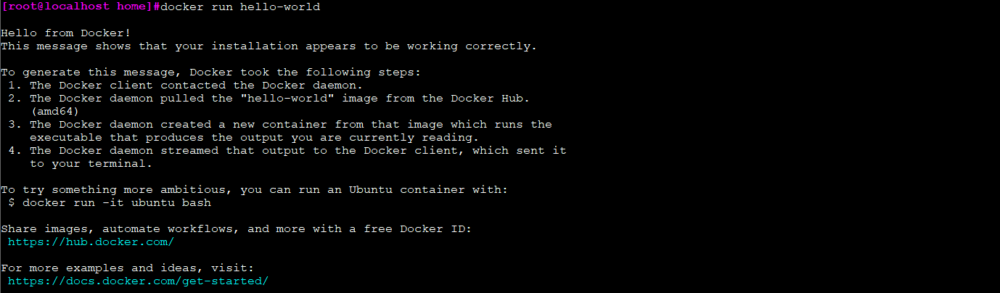 [root@localhost home]#docker run hello-world
Hello from Docker!
This message shows that your installation appears to be working correctly.
To generate this message, Docker took the following steps:
1. The Docker client contacted the Docker daemon.
2. The Docker daemon pulled the "hello-world" image from the Docker Hub.
(amd64)
3. The Docker daemon created a new container from that image which runs the
executable that produces the output you are currently reading.
4. The Docker daemon streamed that output to the Docker client, which sent it
to your terminal.
To try something more ambitious, you can run an Ubuntu container with:
$ docker run -it ubuntu bash
Share images, automate workflows, and more with a free Docker ID:
https://hub.docker.com/
For more examples and ideas, visit:
https://docs.docker.com/get-started/